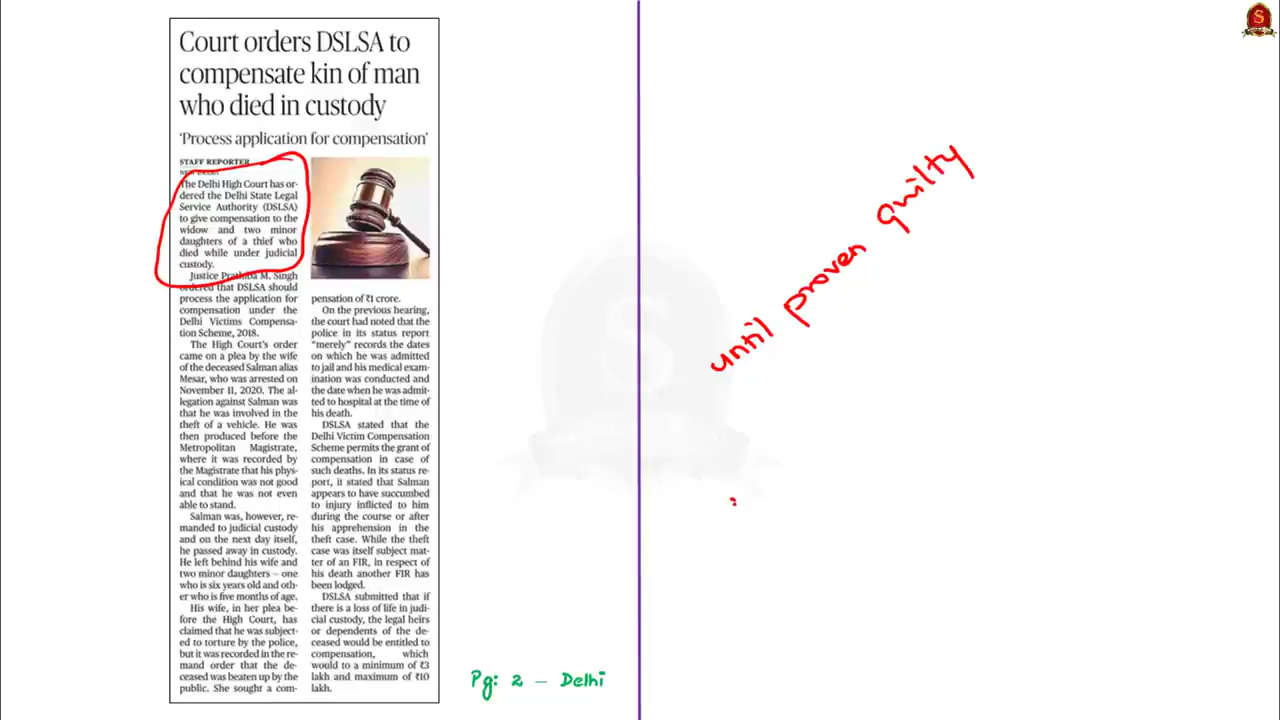 Court orders DSLSA to
compensate kin of man
who died in custody
'Process application for compensation'
STAFF REPORTER
NEW DELHI
The Delhi High Court has or-
dered the Delhi State Legal
Service Authority (DSLSA)
to give compensation to the
widow and two minor
daughters of a thief who
died while under judicial
custody.
Justice Prathiba M. Singh
ordered that DSLSA should
process the application for
compensation under the
Delhi Victims Compensa-
tion Scheme, 2018.
The High Court's order
came on a plea by the wife
of the deceased Salman alias
Mesar, who was arrested on
November 11, 2020. The al-
legation against Salman was
that he was involved in the
theft of a vehicle. He was
then produced before the
Metropolitan Magistrate,
where it was recorded by
the Magistrate that his phys-
ical condition was not good
and that he was not even
able to stand.
Salman was, however, re-
manded to judicial custody
and on the next day itself,
he passed away in custody.
He left behind his wife and
two minor daughters – one
who is six years old and oth-
er who is five months of age.
His wife, in her plea be-
fore the High Court, has
claimed that he was subject-
ed to torture by the police,
but it was recorded in the re-
mand order that the de-
ceased was beaten up by the
public. She sought a com-
pensation of ₹1 crore.
On the previous hearing,
the court had noted that the
police in its status report
"merely" records the dates
on which he was admitted
to jail and his medical exam-
ination was conducted and
the date when he was admit-
ted to hospital at the time of
his death.
DSLSA stated that the
Delhi Victim Compensation
Scheme permits the grant of
compensation in case of
such deaths. In its status re-
port, it stated that Salman
appears to have succumbed
to injury inflicted to him
during the course or after
his apprehension in the
theft case. While the theft
case was itself subject mat-
ter of an FIR, in respect of
his death another FIR has
been lodged.
DSLSA submitted that if
there is a loss of life in judi-
cial custody, the legal heirs
or dependents of the de-
ceased would be entitled to
compensation, which
would to a minimum of ₹3
lakh and maximum of ₹10
lakh.
Pg: 2 – Delhi
until proven guilty
S
S